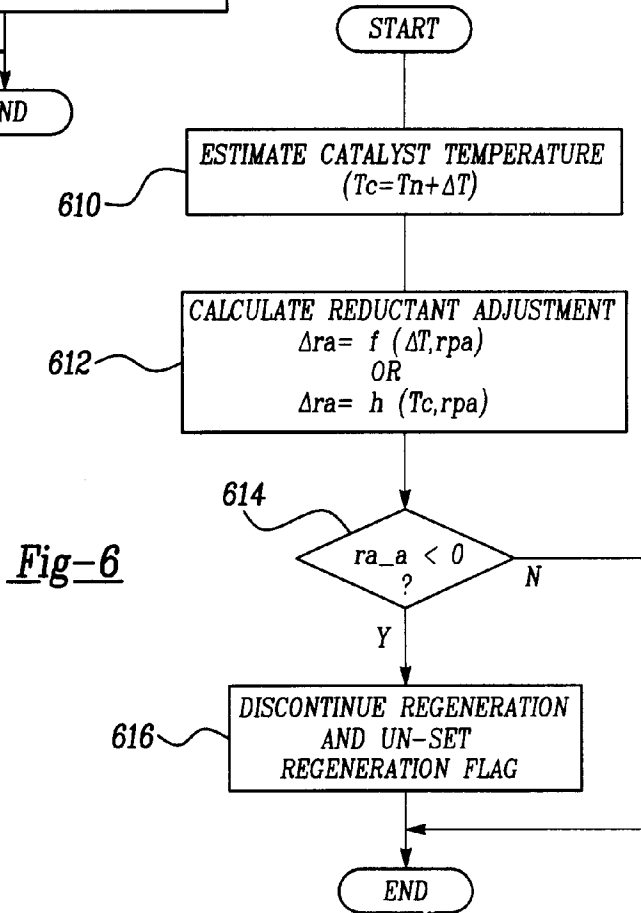 START
ND
ESTIMATE CATALYST TEMPERATURE
(Tc=Tn+ΔT)
610
CALCULATE REDUCTANT ADJUSTMENT
Δra= f (ΔT,rpa)
OR
Δra= h (Tc,rpa)
612
614
ra_a < 0
?
N
Fig-6
Y
DISCONTINUE REGENERATION
AND UN-SET
REGENERATION FLAG
616
END